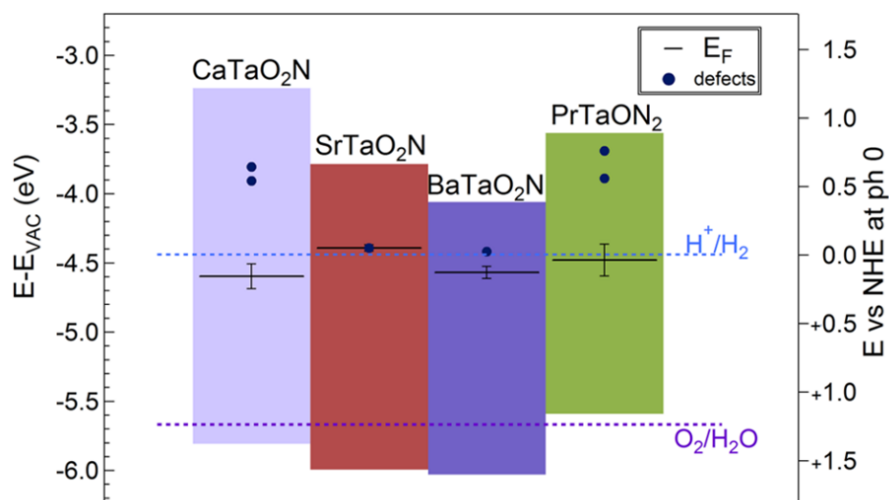 E-E_VAC (eV)
-3.0
-3.5
-4.0
-4.5
-5.0
-5.5
-6.0
CaTaO₂N
SrTaO₂N
BaTaO₂N
PrTaON₂
E_F
defects
H⁺/H₂
O₂/H₂O
1.5
1.0
0.5
0.0
+0.5
+1.0
+1.5
E vs NHE at ph 0